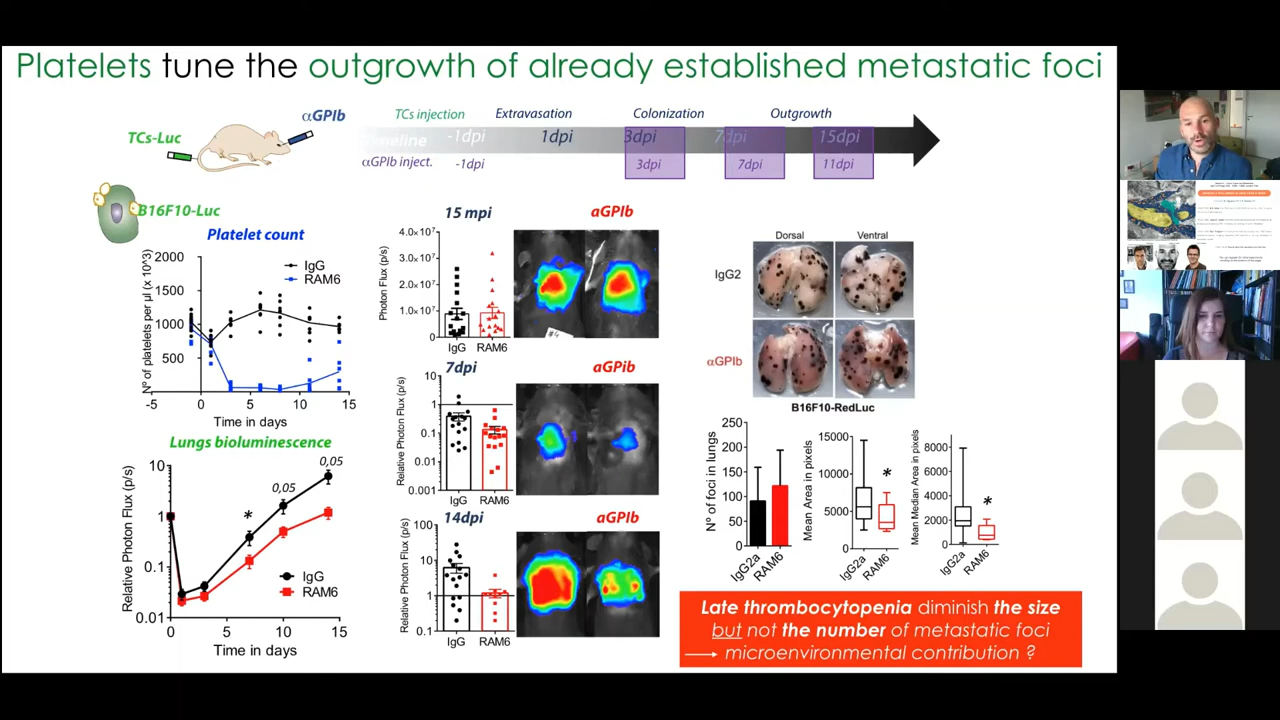 Platelets tune the outgrowth of already established metastatic foci
αGPIb
TCs-Luc
TCs injection
Extravasation
Colonization
Outgrowth
-1dpi
1dpi
3dpi
7dpi
15dpi
αGPIb inject.
-1dpi
3dpi
7dpi
11dpi
B16F10-Luc
Platelet count
Nº of platelets per µl (x 10^3)
2000
1500
1000
500
IgG
RAM6
-5
0
5
10
15
Time in days
Lungs bioluminescence
Relative Photon Flux (p/s)
10
1
0.1
0.01
*
0,05
0,05
IgG
RAM6
0
5
10
15
Time in days
15 mpi
aGPIb
Photon Flux (p/s)
4.0×10⁷
3.0×10⁷
2.0×10⁷
1.0×10⁷
0
IgG
RAM6
#4
7dpi
aGPib
Relative Photon Flux (p/s)
10
1
0.1
0.01
0.001
IgG
RAM6
14dpi
aGPIb
Relative Photon Flux (p/s)
100
10
1
0.1
IgG
RAM6
Dorsal
Ventral
IgG2
αGPIb
B16F10-RedLuc
Nº of foci in lungs
250
200
150
100
50
0
IgG2a
RAM6
Mean Area in pixels
15000
10000
5000
0
*
IgG2a
RAM6
Mean Median Area in pixels
8000
6000
4000
2000
0
*
IgG2a
RAM6
Late thrombocytopenia diminish the size
but not the number of metastatic foci
microenvironmental contribution ?